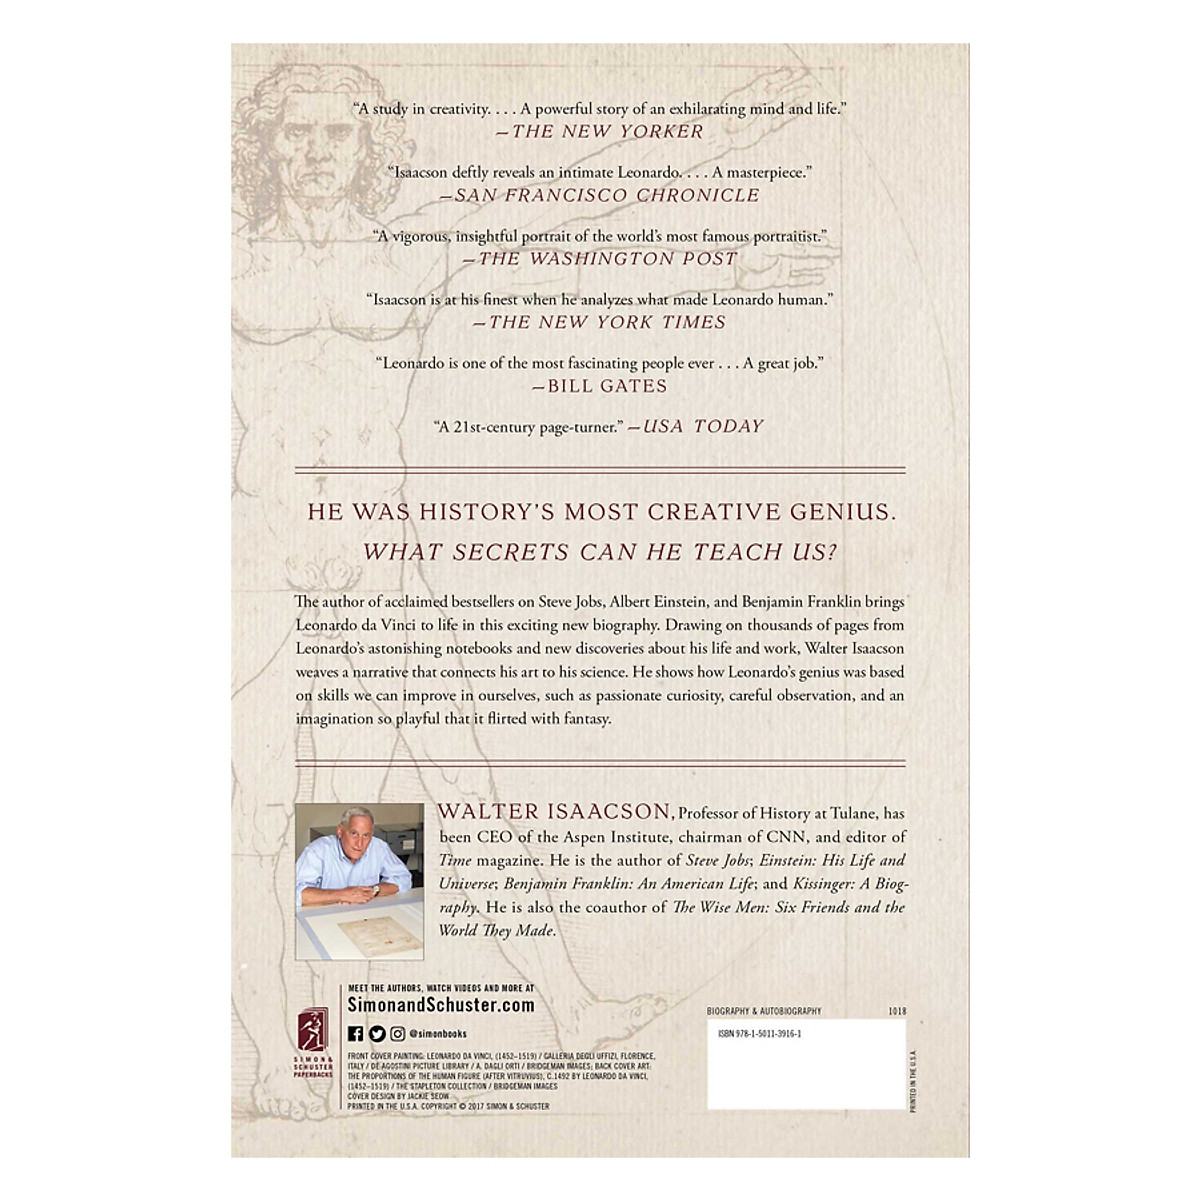 “A study in creativity. . . . A powerful story of an exhilarating mind and life.”
—THE NEW YORKER
“Isaacson deftly reveals an intimate Leonardo. . . . A masterpiece.”
—SAN FRANCISCO CHRONICLE
“A vigorous, insightful portrait of the world’s most famous portraitist.”
—THE WASHINGTON POST
“Isaacson is at his finest when he analyzes what made Leonardo human.”
—THE NEW YORK TIMES
“Leonardo is one of the most fascinating people ever . . . A great job.”
—BILL GATES
“A 21st-century page-turner.” —USA TODAY
HE WAS HISTORY’S MOST CREATIVE GENIUS.
WHAT SECRETS CAN HE TEACH US?
The author of acclaimed bestsellers on Steve Jobs, Albert Einstein, and Benjamin Franklin brings
Leonardo da Vinci to life in this exciting new biography. Drawing on thousands of pages from
Leonardo’s astonishing notebooks and new discoveries about his life and work, Walter Isaacson
weaves a narrative that connects his art to his science. He shows how Leonardo’s genius was based
on skills we can improve in ourselves, such as passionate curiosity, careful observation, and an
imagination so playful that it flirted with fantasy.
WALTER ISAACSON, Professor of History at Tulane, has
been CEO of the Aspen Institute, chairman of CNN, and editor of
Time magazine. He is the author of Steve Jobs; Einstein: His Life and
Universe; Benjamin Franklin: An American Life; and Kissinger: A Biog-
raphy. He is also the coauthor of The Wise Men: Six Friends and the
World They Made.
MEET THE AUTHORS, WATCH VIDEOS AND MORE AT
SimonandSchuster.com
@simonbooks
SIMON &
SCHUSTER
PAPERBACKS
FRONT COVER PAINTING: LEONARDO DA VINCI, (1452–1519) / GALLERIA DEGLI UFFIZI, FLORENCE,
ITALY / DE AGOSTINI PICTURE LIBRARY / A. DAGLI ORTI / BRIDGEMAN IMAGES; BACK COVER ART:
THE PROPORTIONS OF THE HUMAN FIGURE (AFTER VITRUVIUS), C.1492 BY LEONARDO DA VINCI,
(1452–1519) / THE STAPLETON COLLECTION / BRIDGEMAN IMAGES
COVER DESIGN BY JACKIE SEOW
PRINTED IN THE U.S.A. COPYRIGHT © 2017 SIMON & SCHUSTER
BIOGRAPHY & AUTOBIOGRAPHY 1018
ISBN 978-1-5011-3916-1
PRINTED IN THE U.S.A.